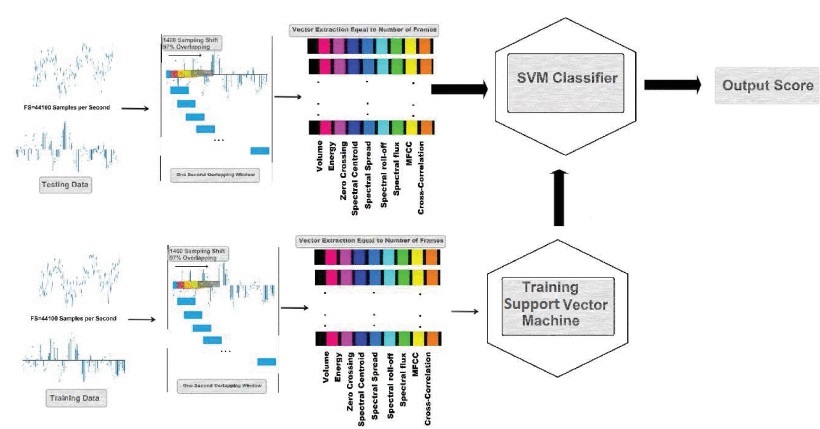 1400 Sampling Shift
97% Overlapping
Vector Extraction Equal to Number of Frames
FS=44100 Samples per Second
Testing Data
...
One Second Overlapping Window
Volume
Energy
Zero Crossing
Spectral Centroid
Spectral Spread
Spectral roll-off
Spectral flux
MFCC
Cross-Correlation
SVM Classifier
Output Score
1400 Sampling Shift
97% Overlapping
Vector Extraction Equal to Number of Frames
FS=44100 Samples per Second
Training Data
...
One Second Overlapping Window
Volume
Energy
Zero Crossing
Spectral Centroid
Spectral Spread
Spectral roll-off
Spectral flux
MFCC
Cross-Correlation
Training
Support Vector
Machine